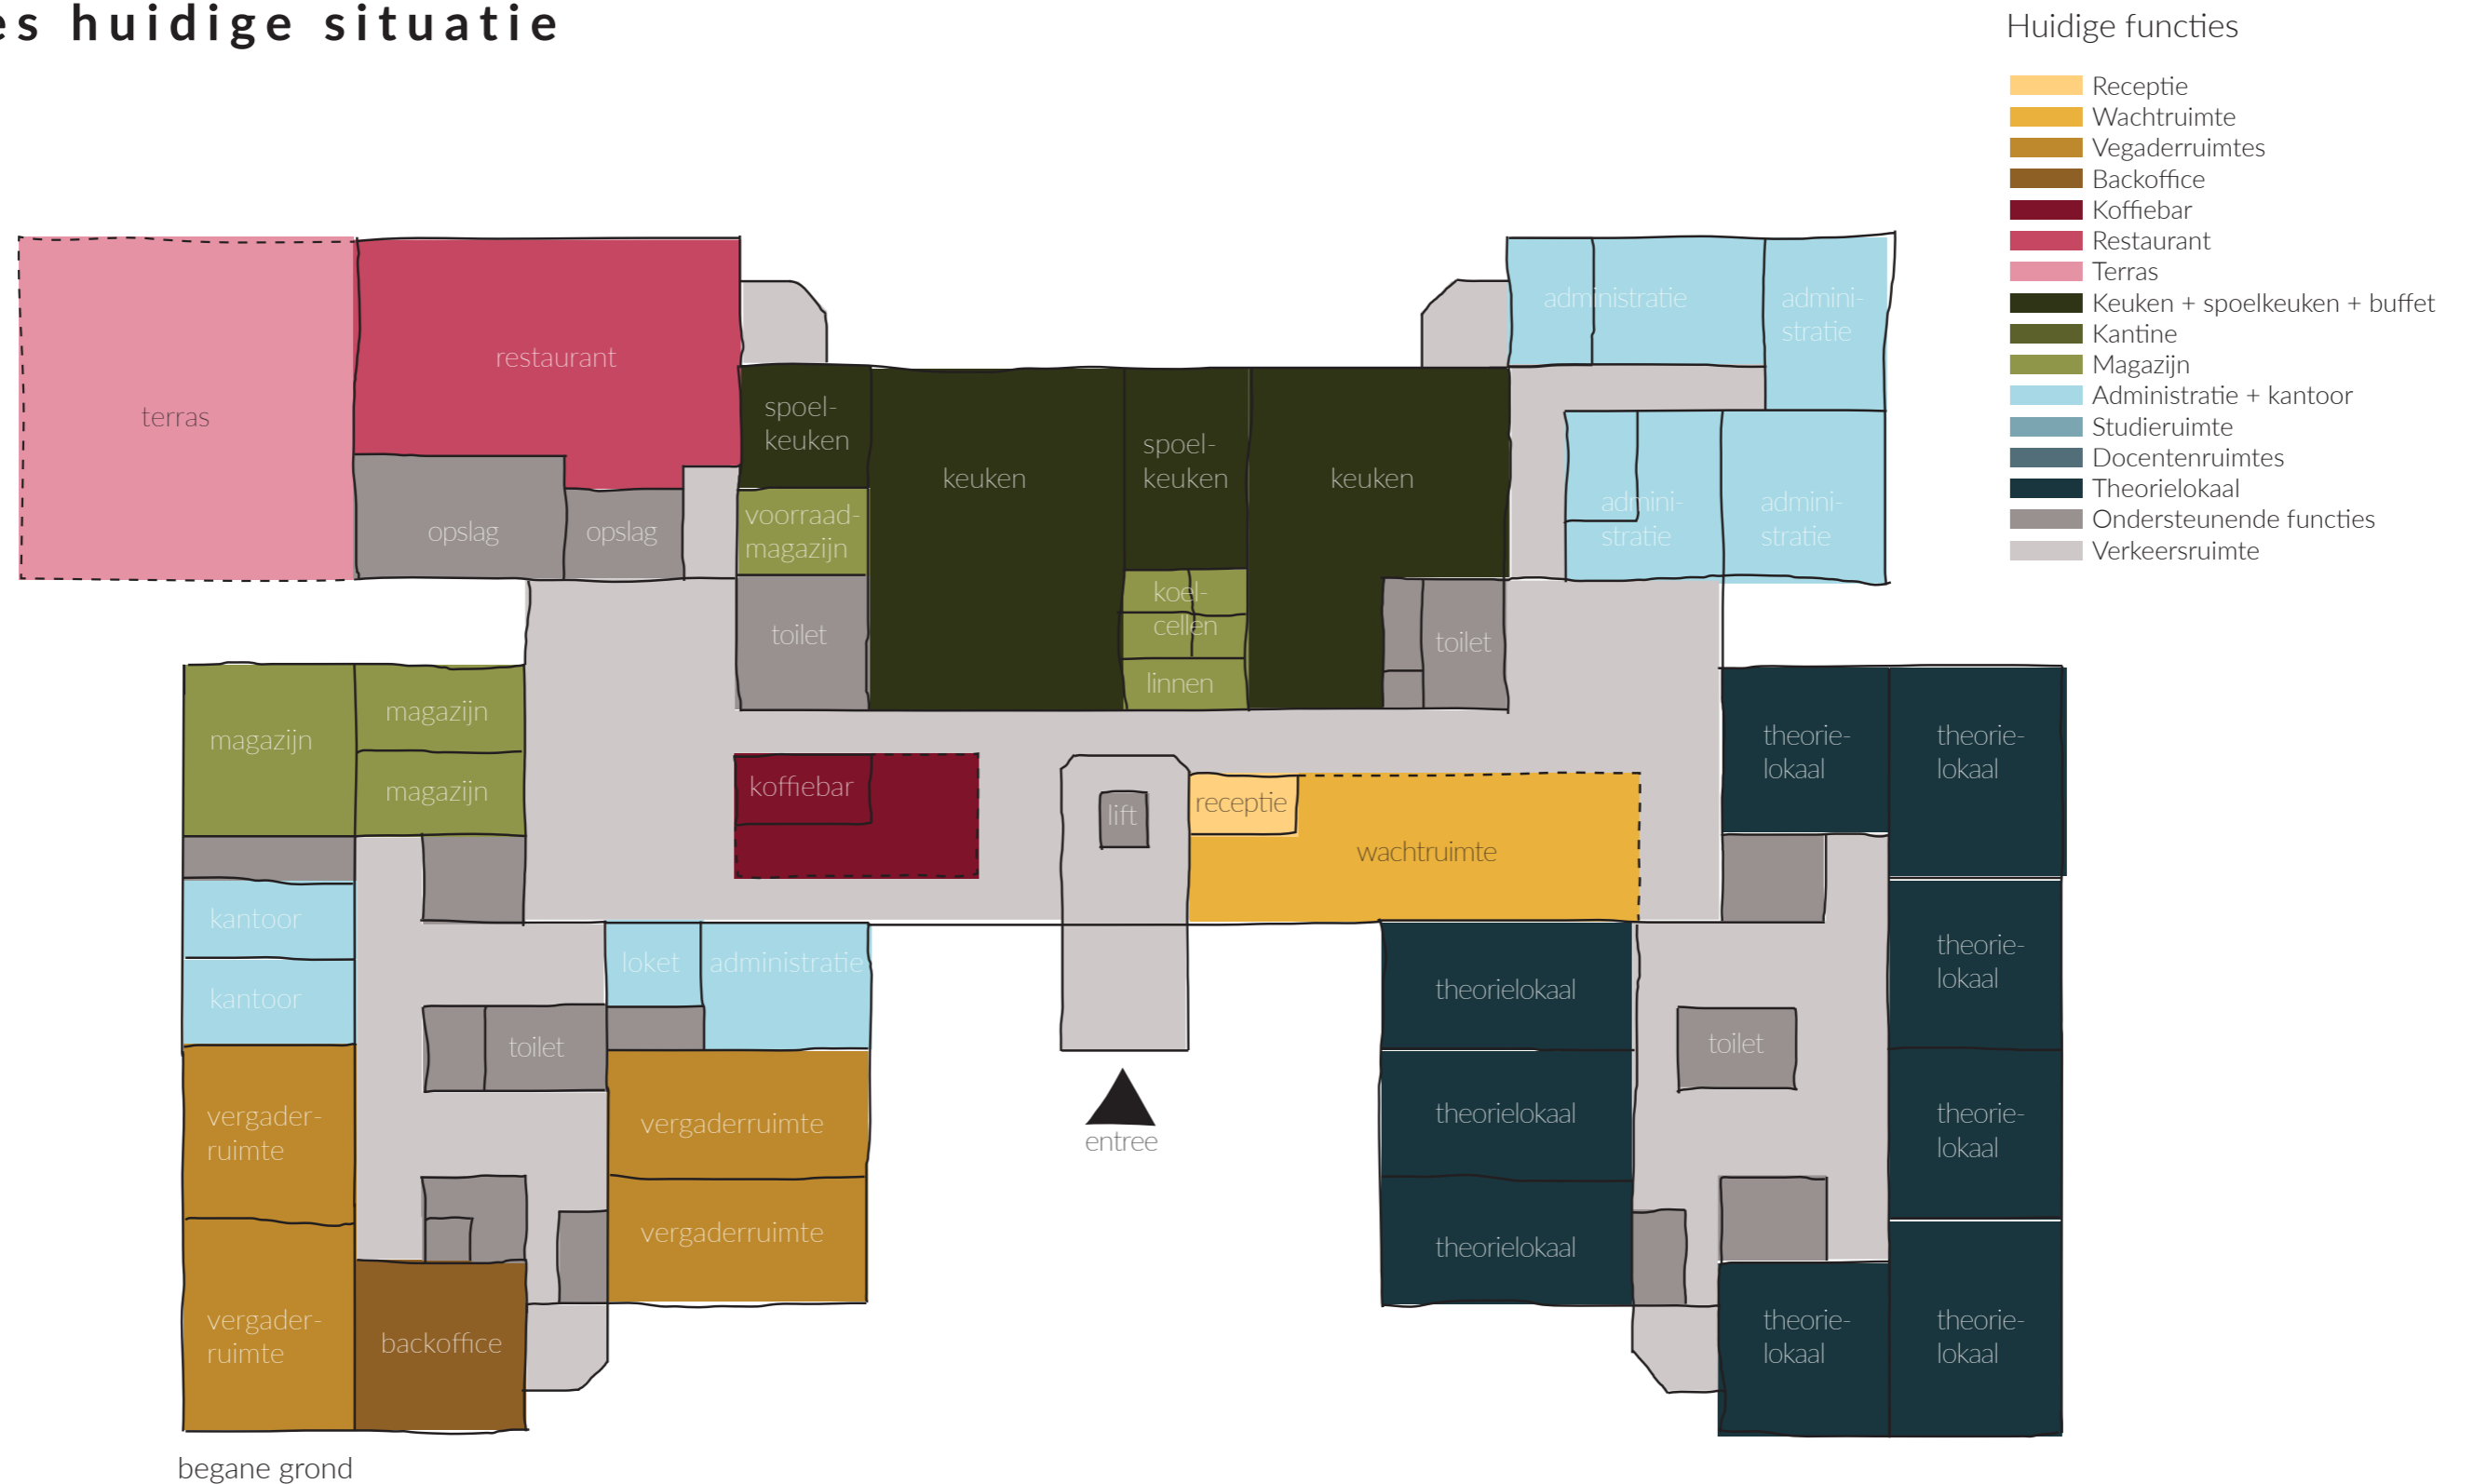 es huidige situatie
Huidige functies
Receptie
Wachtruimte
Vegaderruimtes
Backoffice
Koffiebar
Restaurant
Terras
Keuken + spoelkeuken + buffet
Kantine
Magazijn
Administratie + kantoor
Studieruimte
Docentenruimtes
Theorielokaal
Ondersteunende functies
Verkeersruimte
terras
restaurant
opslag
opslag
spoel-
keuken
voorraad-
magazijn
toilet
keuken
spoel-
keuken
koel-
cellen
linnen
keuken
toilet
administratie
admini-
stratie
admini-
stratie
admini-
stratie
magazijn
magazijn
magazijn
koffiebar
lift
receptie
wachtruimte
theorie-
lokaal
theorie-
lokaal
kantoor
kantoor
loket
administratie
toilet
vergader-
ruimte
vergaderruimte
vergaderruimte
vergader-
ruimte
backoffice
entree
theorielokaal
theorielokaal
theorielokaal
toilet
theorie-
lokaal
theorie-
lokaal
theorie-
lokaal
theorie-
lokaal
begane grond